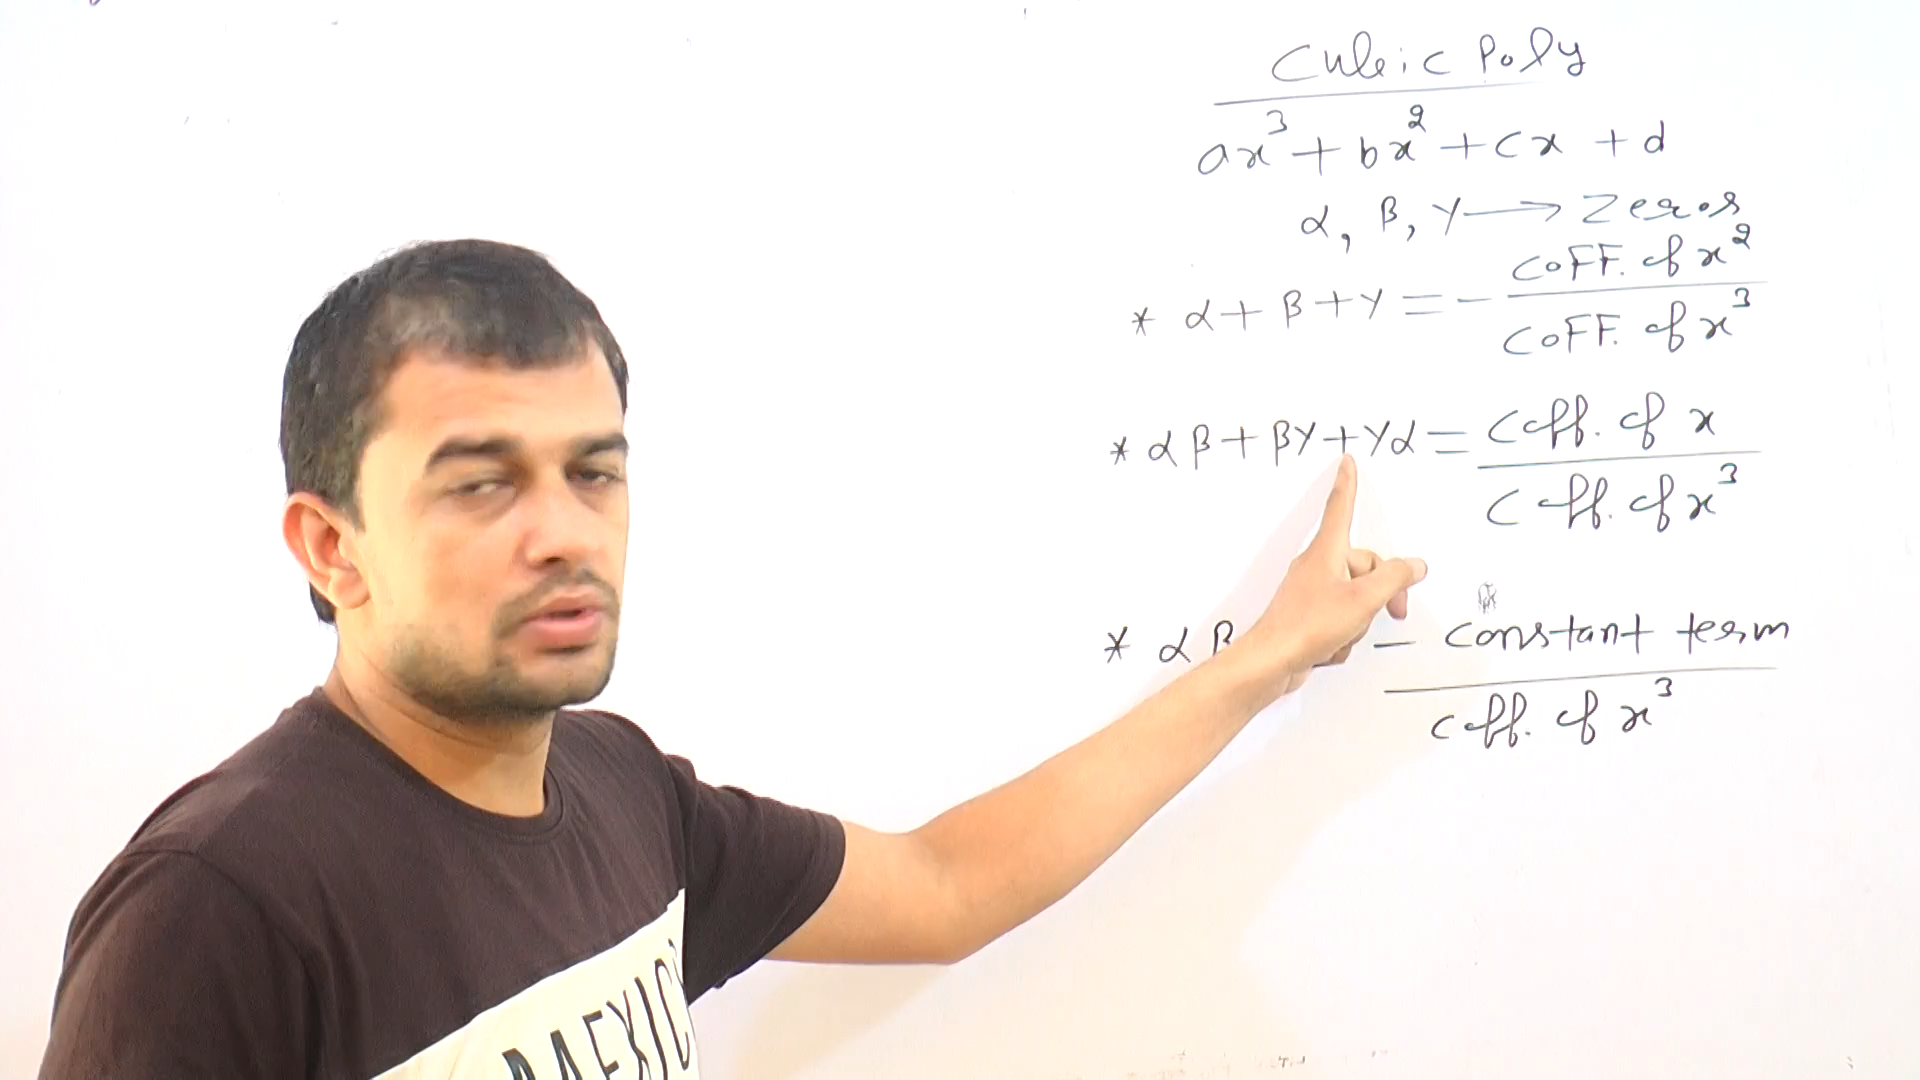 Cubic Poly
ax³ + bx² + cx + d
α, β, γ → Zeros
* α + β + γ = - Coff. of x² / Coff. of x³
* αβ + βγ + γα = Coff. of x / Coff. of x³
* αβ - Constant term / Coff. of x³